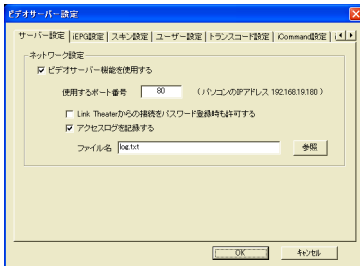 ビデオサーバー設定
サーバー設定 iEPG設定 スキン設定 ユーザー設定 トランスコード設定 iCommand設定
ネットワーク設定
ビデオサーバー機能を使用する
使用するポート番号 80 (パソコンのIPアドレス 192.168.19.180)
Link Theaterからの接続をパスワード登録時も許可する
アクセスログを記録する
ファイル名 log.txt 参照
OK キャンセル